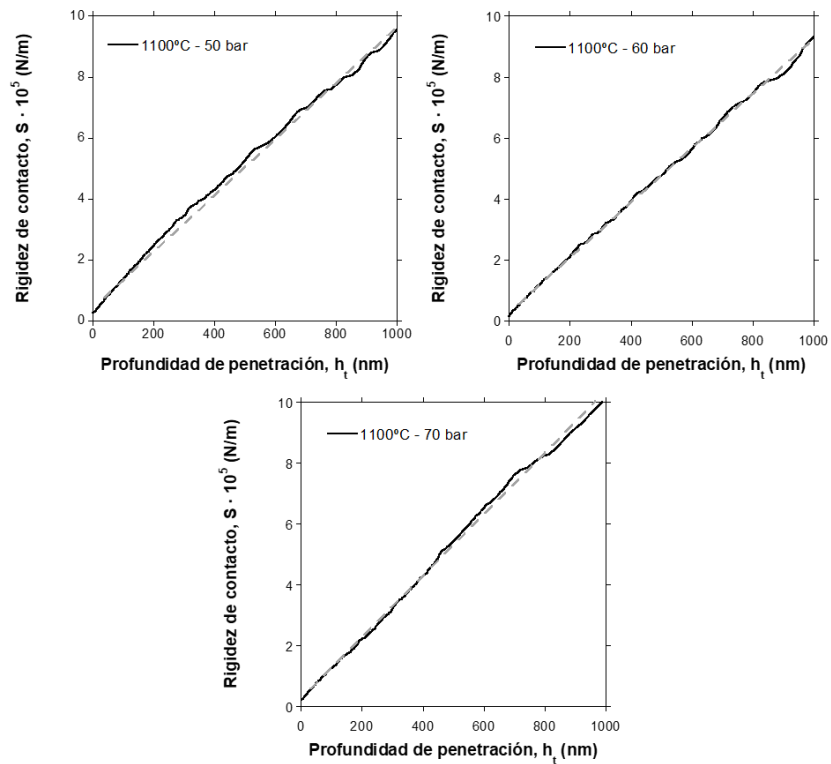 1100ºC - 50 bar
Rigidez de contacto, S · 10⁵ (N/m)
10
8
6
4
2
0
0 200 400 600 800 1000
Profundidad de penetración, hₜ (nm)
1100ºC - 60 bar
Rigidez de contacto, S · 10⁵ (N/m)
10
8
6
4
2
0
0 200 400 600 800 1000
Profundidad de penetración, hₜ (nm)
1100ºC - 70 bar
Rigidez de contacto, S · 10⁵ (N/m)
10
8
6
4
2
0
0 200 400 600 800 1000
Profundidad de penetración, hₜ (nm)